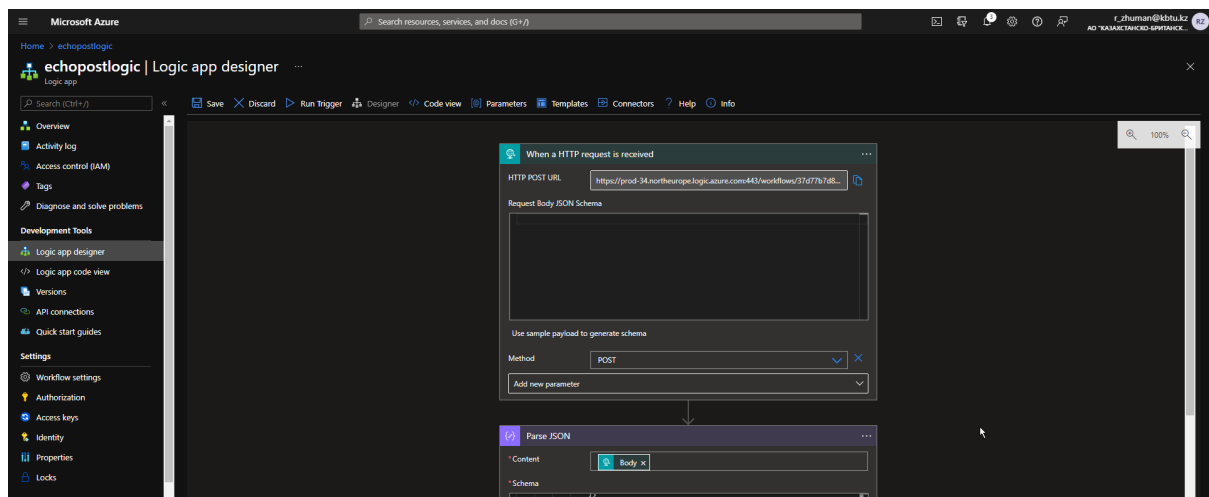 Microsoft Azure
Search resources, services, and docs (G+/)
3
r_zhuman@kbtu.kz
АО "КАЗАХСТАНСКО-БРИТАНСК...
RZ
Home > echopostlogic
echopostlogic | Logic app designer ...
Logic app
Search (Ctrl+/)
«
Save Discard Run Trigger Designer Code view Parameters Templates Connectors Help Info
Overview
Activity log
Access control (IAM)
Tags
Diagnose and solve problems
Development Tools
Logic app designer
Logic app code view
Versions
API connections
Quick start guides
Settings
Workflow settings
Authorization
Access keys
Identity
Properties
Locks
100%
When a HTTP request is received ...
HTTP POST URL https://prod-34.northeurope.logic.azure.com:443/workflows/37d77b7d8...
Request Body JSON Schema
Use sample payload to generate schema
Method POST
Add new parameter
Parse JSON ...
*Content Body ×
*Schema